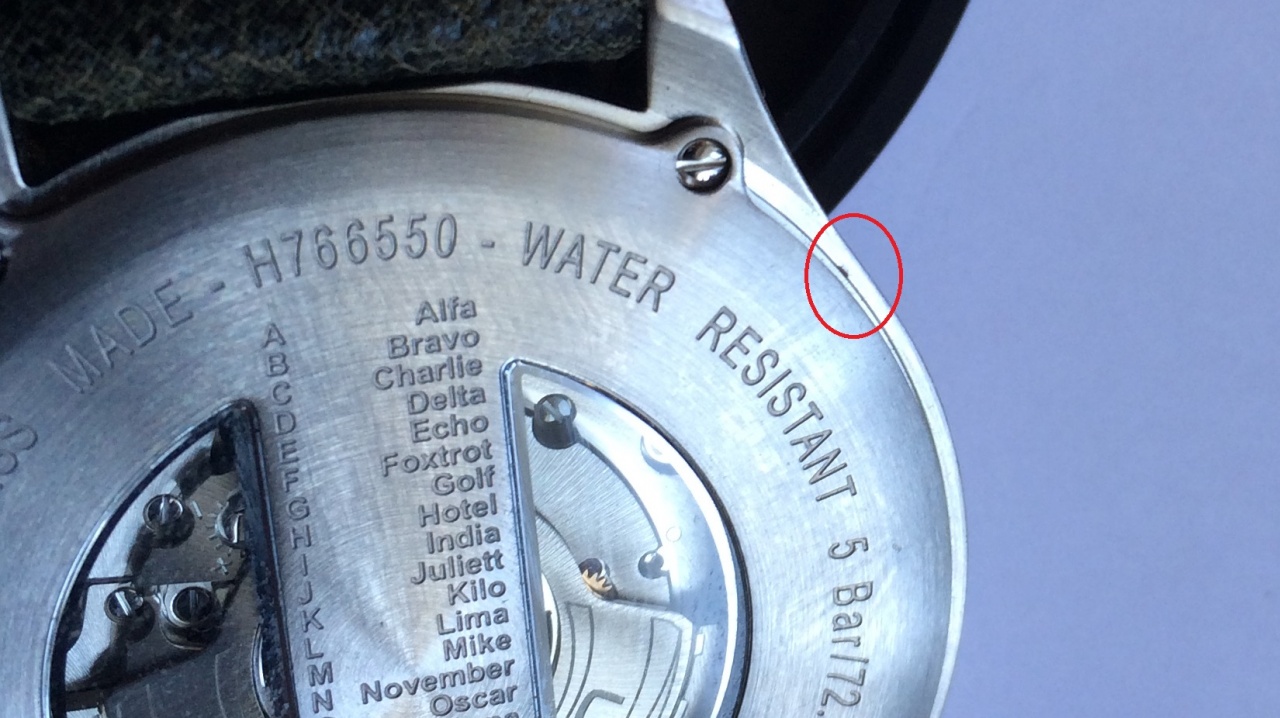 SS MADE - H766550 - WATER RESISTANT 5 Bar/72.
A Alfa
B Bravo
C Charlie
D Delta
E Echo
F Foxtrot
G Golf
H Hotel
I India
J Juliett
K Kilo
L Lima
M Mike
N November
Oscar